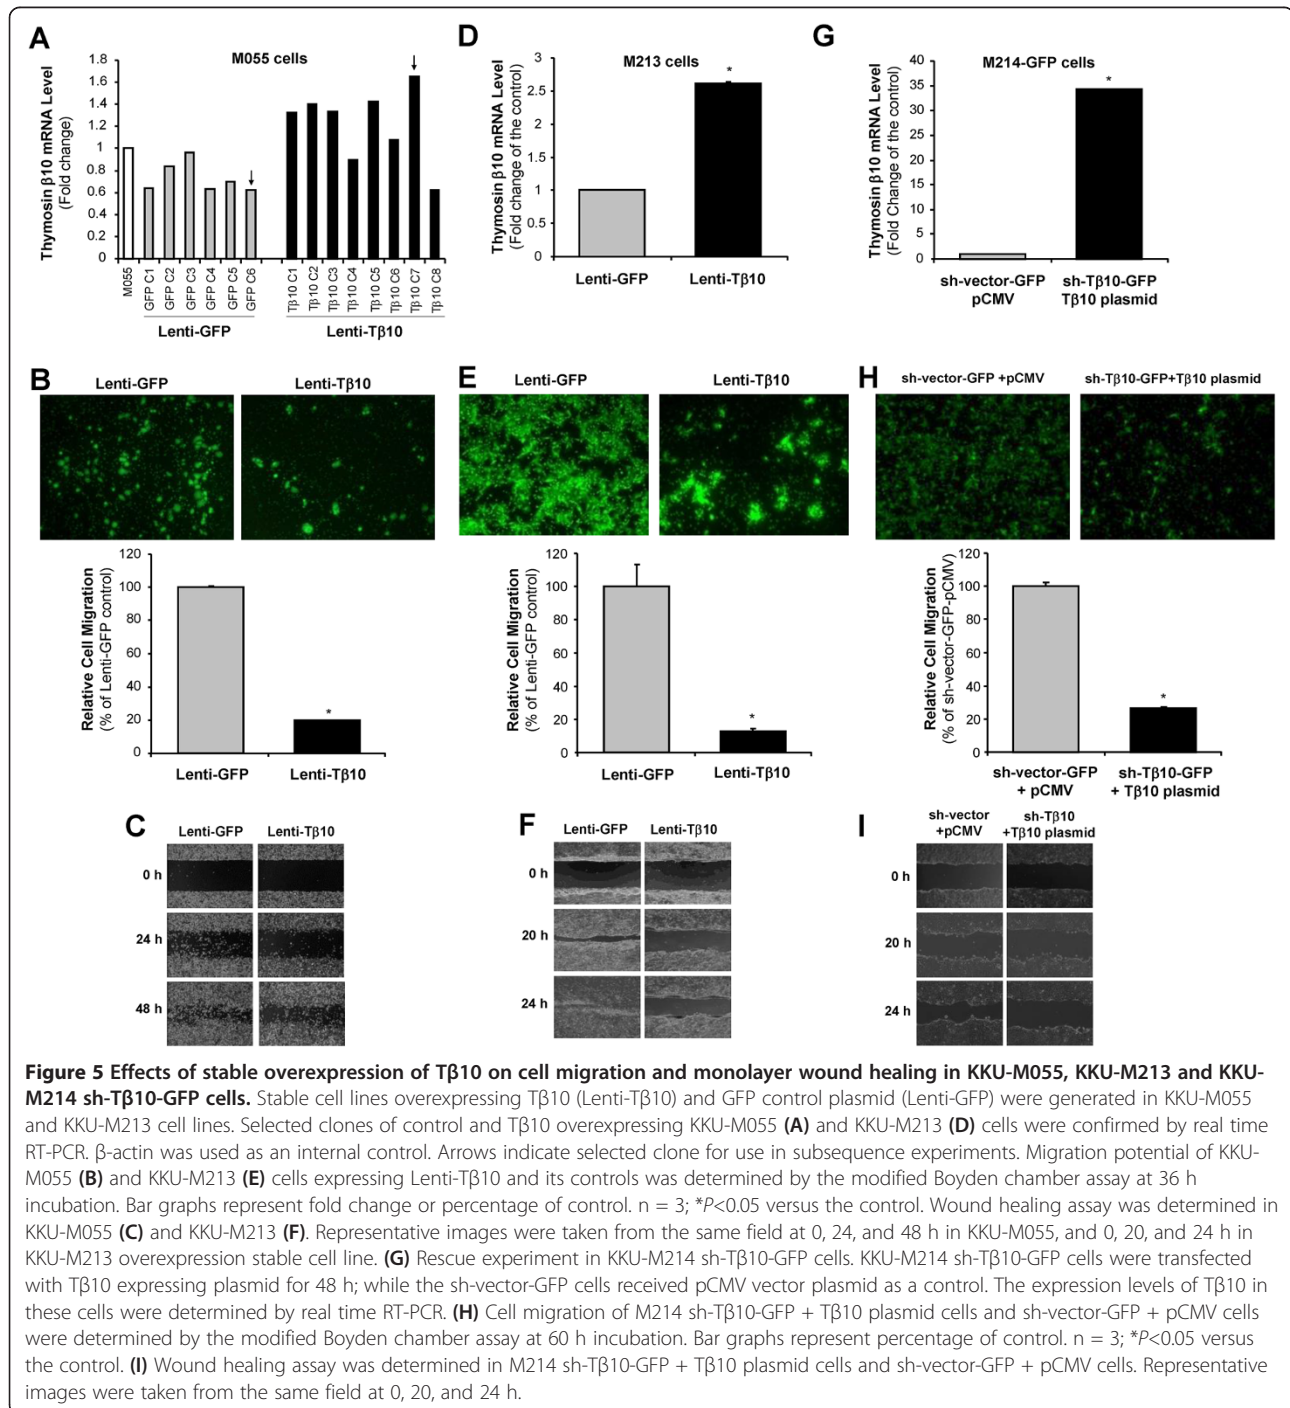 A
M055 cells
Thymosin β10 mRNA Level
(Fold change)
1.8
1.6
1.4
1.2
1
0.8
0.6
0.4
0.2
0
M055
GFP C1
GFP C2
GFP C3
GFP C4
GFP C5
GFP C6
Tβ10 C1
Tβ10 C2
Tβ10 C3
Tβ10 C4
Tβ10 C5
Tβ10 C6
Tβ10 C7
Tβ10 C8
Lenti-GFP
Lenti-Tβ10
D
M213 cells
Thymosin β10 mRNA Level
(Fold change of the control)
3
2.5
2
1.5
1
0.5
0
*
Lenti-GFP
Lenti-Tβ10
G
M214-GFP cells
Thymosin β10 mRNA Level
(Fold Change of the control)
40
35
30
25
20
15
10
5
0
*
sh-vector-GFP
pCMV
sh-Tβ10-GFP
Tβ10 plasmid
B
Lenti-GFP
Lenti-Tβ10
Relative Cell Migration
(% of Lenti-GFP control)
120
100
80
60
40
20
0
*
Lenti-GFP
Lenti-Tβ10
E
Lenti-GFP
Lenti-Tβ10
Relative Cell Migration
(% of Lenti-GFP control)
120
100
80
60
40
20
0
*
Lenti-GFP
Lenti-Tβ10
H
sh-vector-GFP +pCMV
sh-Tβ10-GFP+Tβ10 plasmid
Relative Cell Migration
(% of sh-vector-GFP-pCMV)
120
100
80
60
40
20
0
*
sh-vector-GFP
+ pCMV
sh-Tβ10-GFP
+ Tβ10 plasmid
C
Lenti-GFP
Lenti-Tβ10
0 h
24 h
48 h
F
Lenti-GFP
Lenti-Tβ10
0 h
20 h
24 h
I
sh-vector
+pCMV
sh-Tβ10
+Tβ10 plasmid
0 h
20 h
24 h
Figure 5 Effects of stable overexpression of Tβ10 on cell migration and monolayer wound healing in KKU-M055, KKU-M213 and KKU-
M214 sh-Tβ10-GFP cells. Stable cell lines overexpressing Tβ10 (Lenti-Tβ10) and GFP control plasmid (Lenti-GFP) were generated in KKU-M055
and KKU-M213 cell lines. Selected clones of control and Tβ10 overexpressing KKU-M055 (A) and KKU-M213 (D) cells were confirmed by real time
RT-PCR. β-actin was used as an internal control. Arrows indicate selected clone for use in subsequence experiments. Migration potential of KKU-
M055 (B) and KKU-M213 (E) cells expressing Lenti-Tβ10 and its controls was determined by the modified Boyden chamber assay at 36 h
incubation. Bar graphs represent fold change or percentage of control. n = 3; *P<0.05 versus the control. Wound healing assay was determined in
KKU-M055 (C) and KKU-M213 (F). Representative images were taken from the same field at 0, 24, and 48 h in KKU-M055, and 0, 20, and 24 h in
KKU-M213 overexpression stable cell line. (G) Rescue experiment in KKU-M214 sh-Tβ10-GFP cells. KKU-M214 sh-Tβ10-GFP cells were transfected
with Tβ10 expressing plasmid for 48 h; while the sh-vector-GFP cells received pCMV vector plasmid as a control. The expression levels of Tβ10 in
these cells were determined by real time RT-PCR. (H) Cell migration of M214 sh-Tβ10-GFP + Tβ10 plasmid cells and sh-vector-GFP + pCMV cells
were determined by the modified Boyden chamber assay at 60 h incubation. Bar graphs represent percentage of control. n = 3; *P<0.05 versus
the control. (I) Wound healing assay was determined in M214 sh-Tβ10-GFP + Tβ10 plasmid cells and sh-vector-GFP + pCMV cells. Representative
images were taken from the same field at 0, 20, and 24 h.